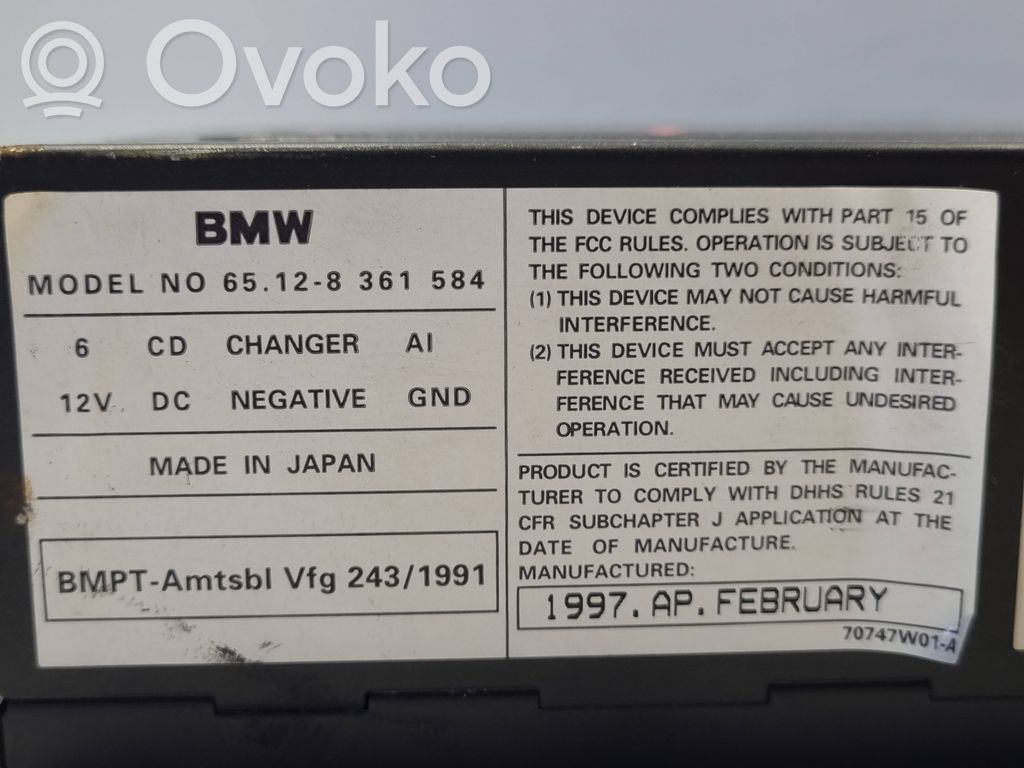 Ovoko
BMW
MODEL NO 65.12-8 361 584
6 CD CHANGER AI
12V DC NEGATIVE GND
MADE IN JAPAN
BMPT-Amtsbl Vfg 243/1991
THIS DEVICE COMPLIES WITH PART 15 OF
THE FCC RULES. OPERATION IS SUBJECT TO
THE FOLLOWING TWO CONDITIONS:
(1) THIS DEVICE MAY NOT CAUSE HARMFUL
INTERFERENCE.
(2) THIS DEVICE MUST ACCEPT ANY INTER-
FERENCE RECEIVED INCLUDING INTER-
FERENCE THAT MAY CAUSE UNDESIRED
OPERATION.
PRODUCT IS CERTIFIED BY THE MANUFAC-
TURER TO COMPLY WITH DHHS RULES 21
CFR SUBCHAPTER J APPLICATION AT THE
DATE OF MANUFACTURE.
MANUFACTURED:
1997. AP. FEBRUARY
70747W01-A